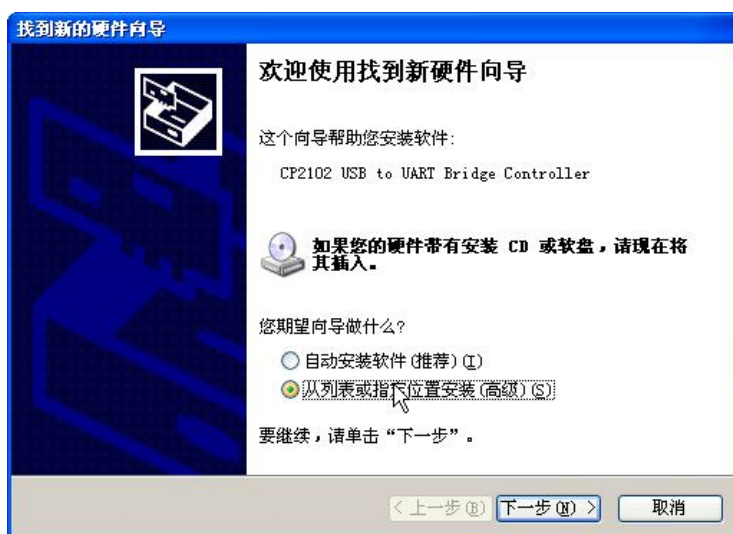 找到新的硬件向导
欢迎使用找到新硬件向导
这个向导帮助您安装软件:
CP2102 USB to UART Bridge Controller
如果您的硬件带有安装 CD 或软盘,请现在将
其插入。
您期望向导做什么?
自动安装软件(推荐)(I)
从列表或指定位置安装(高级)(S)
要继续,请单击“下一步”。
< 上一步(B) 下一步(N) > 取消